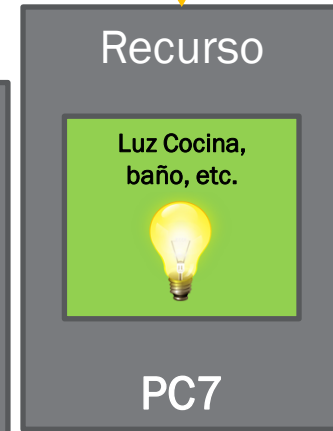 Recurso
Luz Cocina,
baño, etc.
PC7